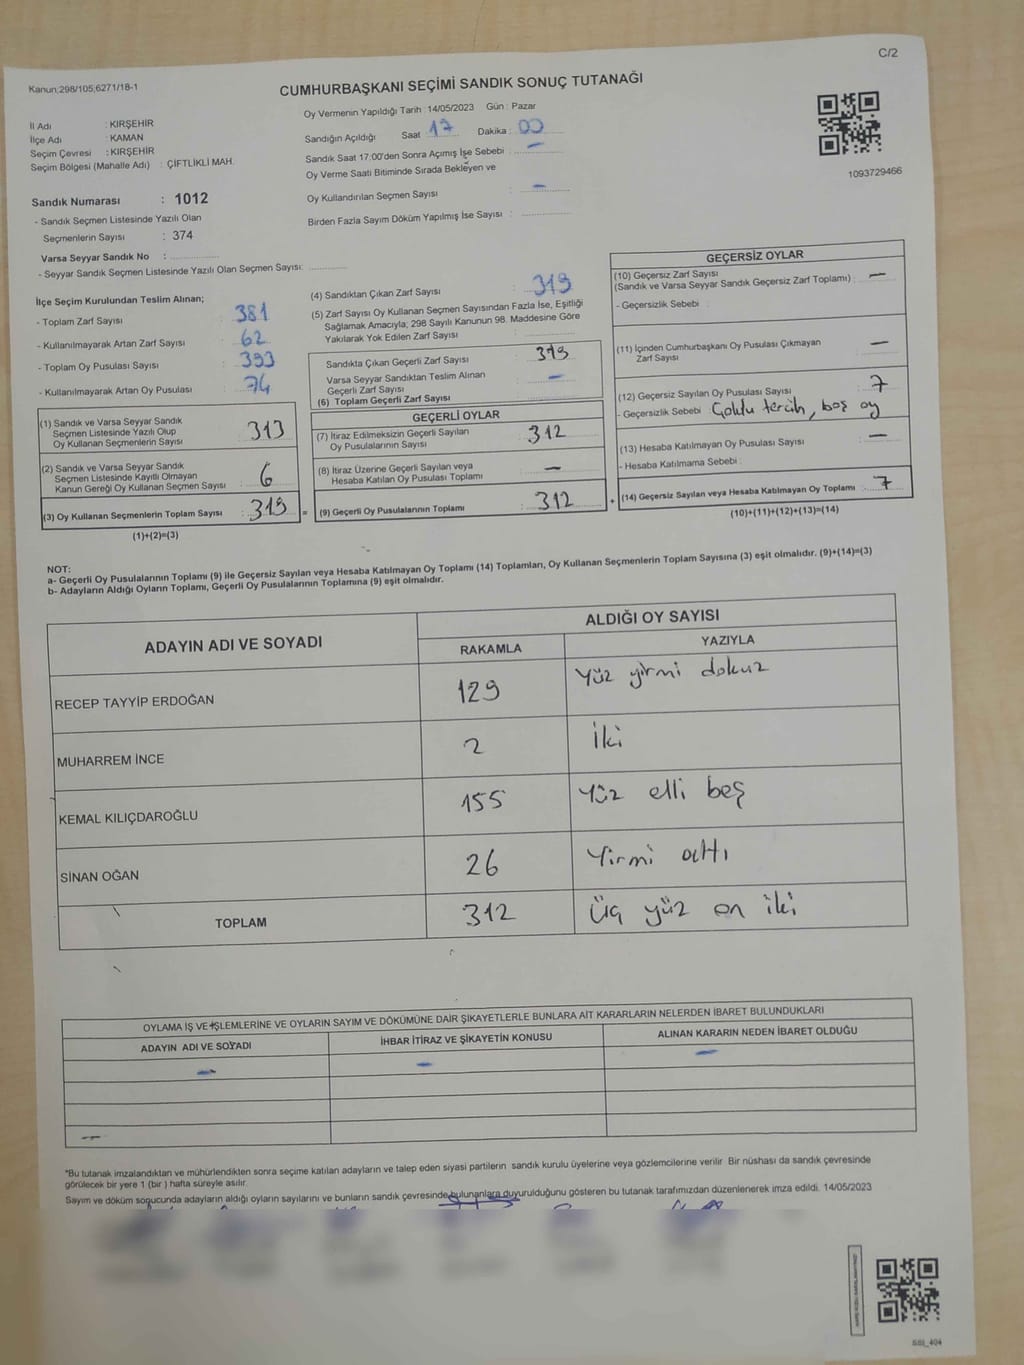 C/2
Kanun;298/105;6271/18-1
CUMHURBAŞKANI SEÇİMİ SANDIK SONUÇ TUTANAĞI
İl Adı : KIRŞEHİR
İlçe Adı : KAMAN
Seçim Çevresi : KIRŞEHİR
Seçim Bölgesi (Mahalle Adı) : ÇİFTLİKLİ MAH.
Sandık Numarası : 1012
- Sandık Seçmen Listesinde Yazılı Olan
Seçmenlerin Sayısı : 374
Varsa Seyyar Sandık No :
- Seyyar Sandık Seçmen Listesinde Yazılı Olan Seçmen Sayısı:
Oy Vermenin Yapıldığı Tarih : 14/05/2023 Gün : Pazar
Sandığın Açıldığı Saat 17 Dakika : 00
Sandık Saat 17:00'den Sonra Açımış İse Sebebi : –
Oy Verme Saati Bitiminde Sırada Bekleyen ve
Oy Kullandırılan Seçmen Sayısı : –
Birden Fazla Sayım Döküm Yapılmış İse Sayısı :
1093729466
İlçe Seçim Kurulundan Teslim Alınan;
- Toplam Zarf Sayısı : 381
- Kullanılmayarak Artan Zarf Sayısı : 62
- Toplam Oy Pusulası Sayısı : 393
- Kullanılmayarak Artan Oy Pusulası : 74
(1) Sandık ve Varsa Seyyar Sandık
Seçmen Listesinde Yazılı Olup
Oy Kullanan Seçmenlerin Sayısı : 313
(2) Sandık ve Varsa Seyyar Sandık
Seçmen Listesinde Kayıtlı Olmayan
Kanun Gereği Oy Kullanan Seçmen Sayısı : 6
(3) Oy Kullanan Seçmenlerin Toplam Sayısı : 319 =
(1)+(2)=(3)
(4) Sandıktan Çıkan Zarf Sayısı : 319
(5) Zarf Sayısı Oy Kullanan Seçmen Sayısından Fazla İse, Eşitliği
Sağlamak Amacıyla; 298 Sayılı Kanunun 98. Maddesine Göre
Yakılarak Yok Edilen Zarf Sayısı :
Sandıkta Çıkan Geçerli Zarf Sayısı : 319
Varsa Seyyar Sandıktan Teslim Alınan
Geçerli Zarf Sayısı : –
(6) Toplam Geçerli Zarf Sayısı
GEÇERLİ OYLAR
(7) İtiraz Edilmeksizin Geçerli Sayılan
Oy Pusulalarının Sayısı : 312
(8) İtiraz Üzerine Geçerli Sayılan veya
Hesaba Katılan Oy Pusulası Toplamı : –
(9) Geçerli Oy Pusulalarının Toplamı : 312 +
GEÇERSİZ OYLAR
(10) Geçersiz Zarf Sayısı
(Sandık ve Varsa Seyyar Sandık Geçersiz Zarf Toplamı) : –
- Geçersizlik Sebebi :
(11) İçinden Cumhurbaşkanı Oy Pusulası Çıkmayan
Zarf Sayısı : –
(12) Geçersiz Sayılan Oy Pusulası Sayısı : 7
- Geçersizlik Sebebi Çoklu tercih, boş oy
(13) Hesaba Katılmayan Oy Pusulası Sayısı : –
- Hesaba Katılmama Sebebi :
(14) Geçersiz Sayılan veya Hesaba Katılmayan Oy Toplamı : 7
(10)+(11)+(12)+(13)=(14)
NOT:
a- Geçerli Oy Pusulalarının Toplamı (9) ile Geçersiz Sayılan veya Hesaba Katılmayan Oy Toplamı (14) Toplamları, Oy Kullanan Seçmenlerin Toplam Sayısına (3) eşit olmalıdır. (9)+(14)=(3)
b- Adayların Aldığı Oyların Toplamı, Geçerli Oy Pusulalarının Toplamına (9) eşit olmalıdır.
ADAYIN ADI VE SOYADI ALDIĞI OY SAYISI
RAKAMLA YAZIYLA
RECEP TAYYİP ERDOĞAN 129 Yüz yirmi dokuz
MUHARREM İNCE 2 İki
KEMAL KILIÇDAROĞLU 155 Yüz elli beş
SİNAN OĞAN 26 Yirmi altı
TOPLAM 312 Üç yüz on iki
OYLAMA İŞ VE İŞLEMLERİNE VE OYLARIN SAYIM VE DÖKÜMÜNE DAİR ŞİKAYETLERLE BUNLARA AİT KARARLARIN NELERDEN İBARET BULUNDUKLARI
ADAYIN ADI VE SOYADI İHBAR İTİRAZ VE ŞİKAYETİN KONUSU ALINAN KARARIN NEDEN İBARET OLDUĞU
– – –
–
*Bu tutanak imzalandıktan ve mühürlendikten sonra seçime katılan adayların ve talep eden siyasi partilerin sandık kurulu üyelerine veya gözlemcilerine verilir Bir nüshası da sandık çevresinde
görülecek bir yere 1 (bir ) hafta süreyle asılır.
Sayım ve döküm sonucunda adayların aldığı oyların sayılarını ve bunların sandık çevresinde bulunanlara duyurulduğunu gösteren bu tutanak tarafımızdan düzenlenerek imza edildi. 14/05/2023